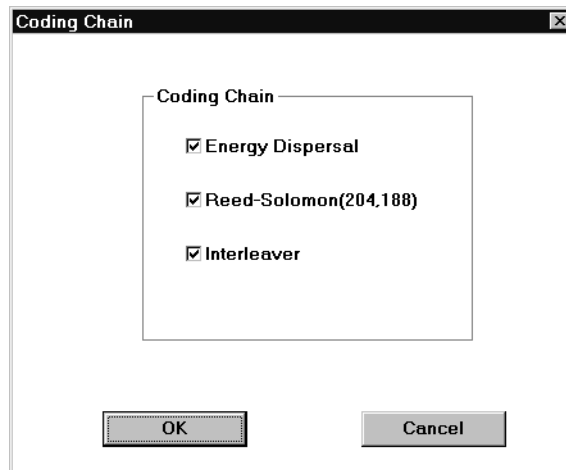 Coding Chain
Coding Chain
Energy Dispersal
Reed-Solomon(204,188)
Interleaver
OK
Cancel